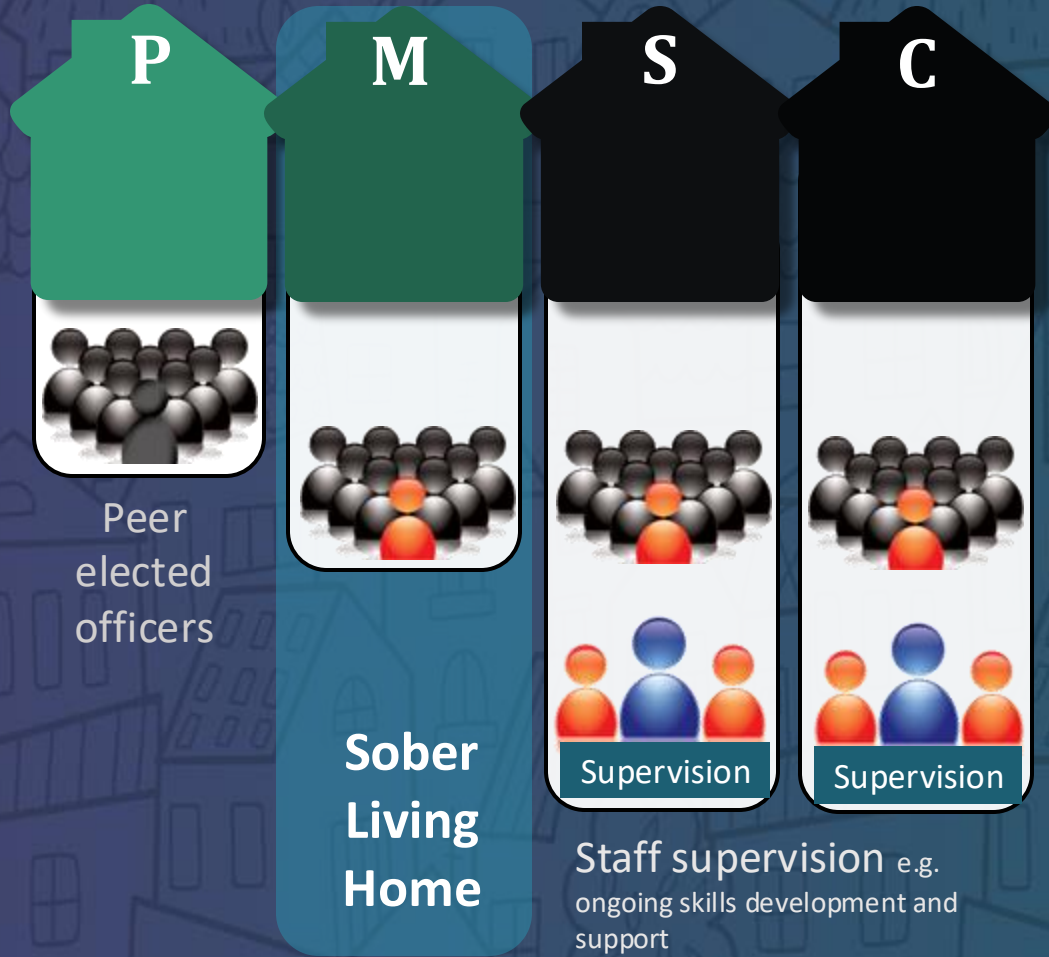 P
M
S
C
Peer
elected
officers
Sober
Living
Home
Supervision
Supervision
Staff supervision e.g.
ongoing skills development and
support